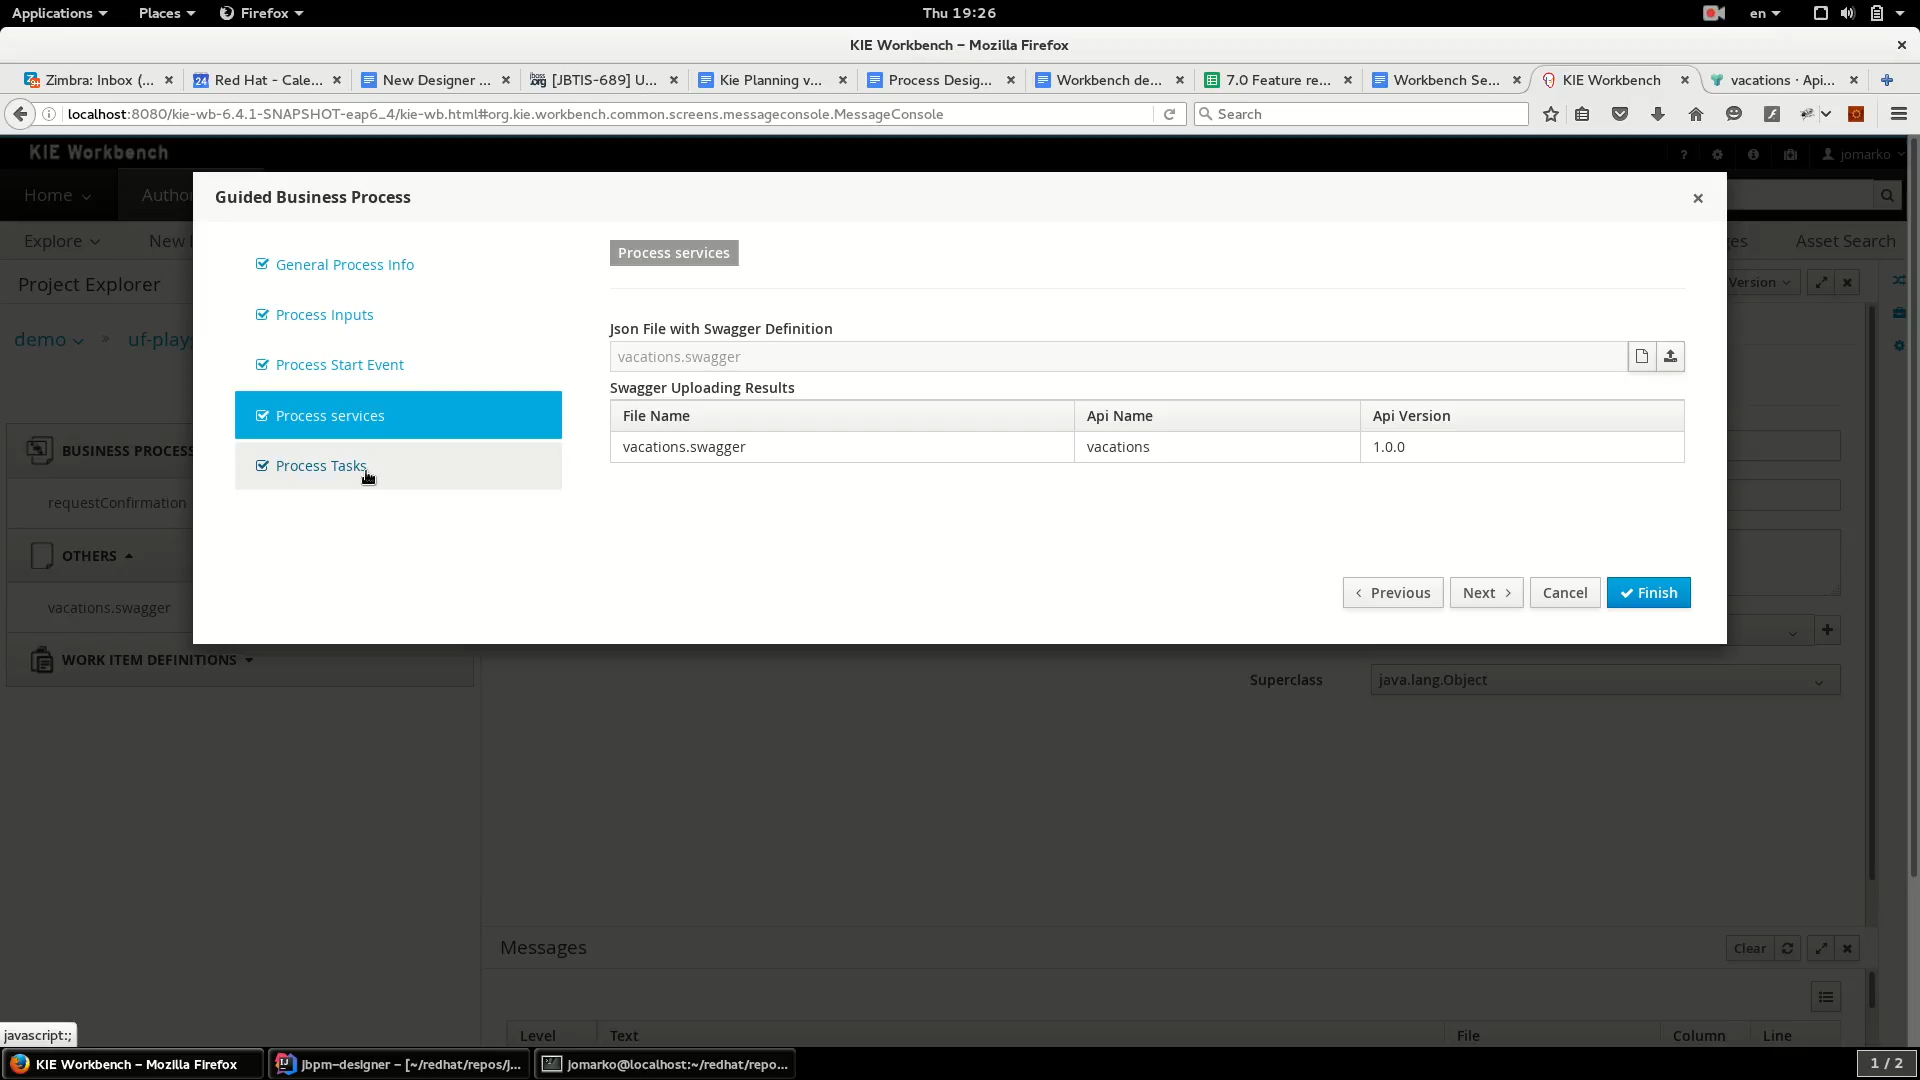 Applications Places Firefox Thu 19:26 en
KIE Workbench – Mozilla Firefox
Zimbra: Inbox (... Red Hat - Cale... New Designer ... [JBTIS-689] U... Kie Planning v... Process Desig... Workbench de... 7.0 Feature re... Workbench Se... KIE Workbench vacations · Api...
localhost:8080/kie-wb-6.4.1-SNAPSHOT-eap6_4/kie-wb.html#org.kie.workbench.common.screens.messageconsole.MessageConsole Search
KIE Workbench ? jomarko
Home Autho
Guided Business Process
Explore New ges Asset Search
Project Explorer Version
demo » uf-play
General Process Info
Process Inputs
Process Start Event
Process services
Process Tasks
Process services
Json File with Swagger Definition
vacations.swagger
Swagger Uploading Results
File Name Api Name Api Version
vacations.swagger vacations 1.0.0
BUSINESS PROCESS
requestConfirmation
OTHERS
vacations.swagger
WORK ITEM DEFINITIONS
Previous Next Cancel Finish
Superclass java.lang.Object
Messages Clear
Level Text File Column Line
javascript:;
KIE Workbench – Mozilla Firefox jbpm-designer – [~/redhat/repos/j... jomarko@localhost:~/redhat/repo... 1 / 2